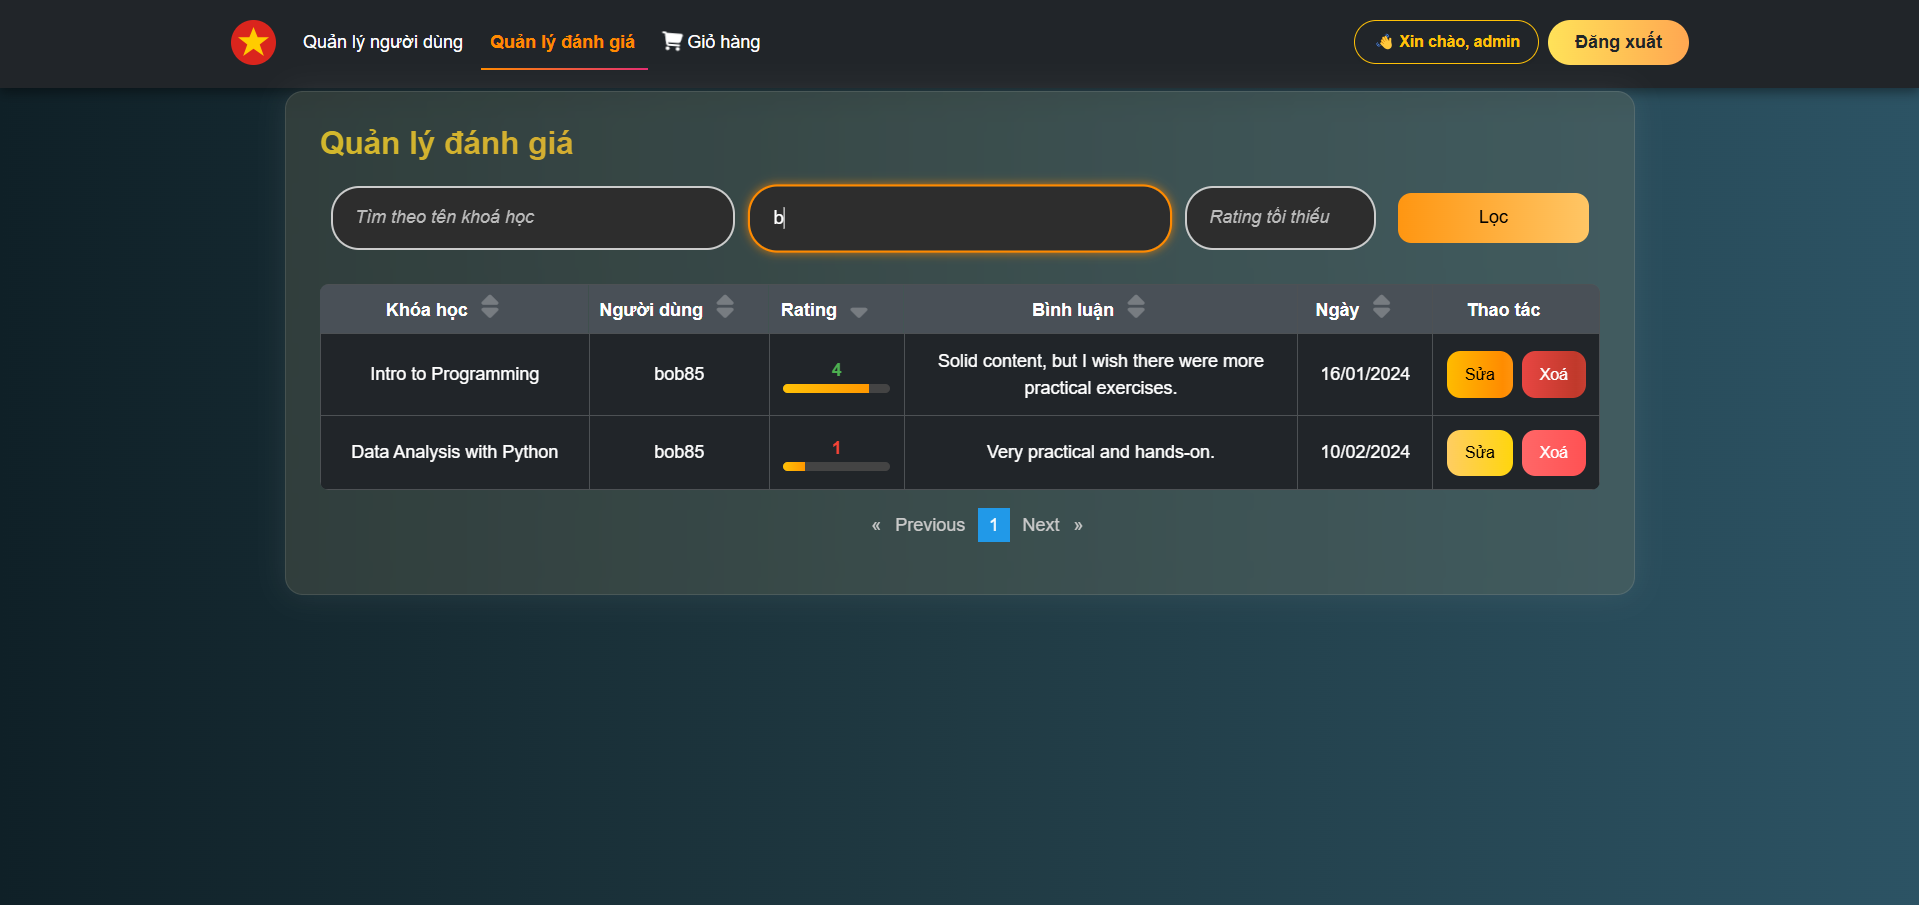 Quản lý người dùng
Quản lý đánh giá
Giỏ hàng
Xin chào, admin
Đăng xuất
Quản lý đánh giá
Tìm theo tên khoá học
b
Rating tối thiểu
Lọc
Khóa học
Người dùng
Rating
Bình luận
Ngày
Thao tác
Intro to Programming
bob85
4
Solid content, but I wish there were more
practical exercises.
16/01/2024
Sửa
Xoá
Data Analysis with Python
bob85
1
Very practical and hands-on.
10/02/2024
Sửa
Xoá
« Previous 1 Next »